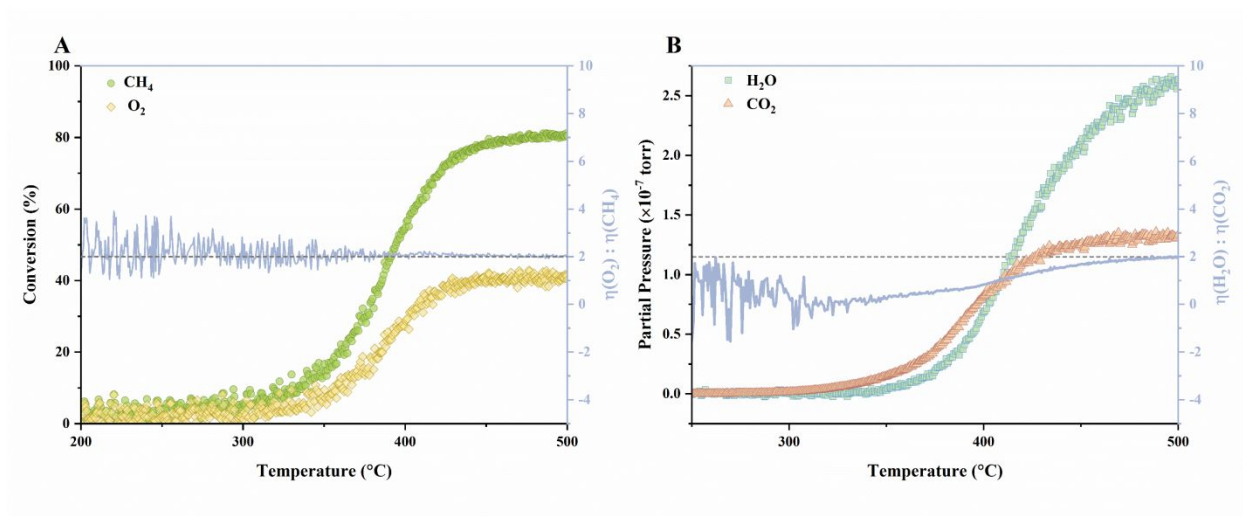 A
B
100
80
60
40
20
0
Conversion (%)
CH₄
O₂
10
8
6
4
2
0
-2
-4
η(O₂) : η(CH₄)
200
300
400
500
Temperature (°C)
2.5
2.0
1.5
1.0
0.5
0.0
Partial Pressure (×10⁻⁷ torr)
H₂O
CO₂
10
8
6
4
2
0
-2
-4
η(H₂O) : η(CO₂)
300
400
500
Temperature (°C)